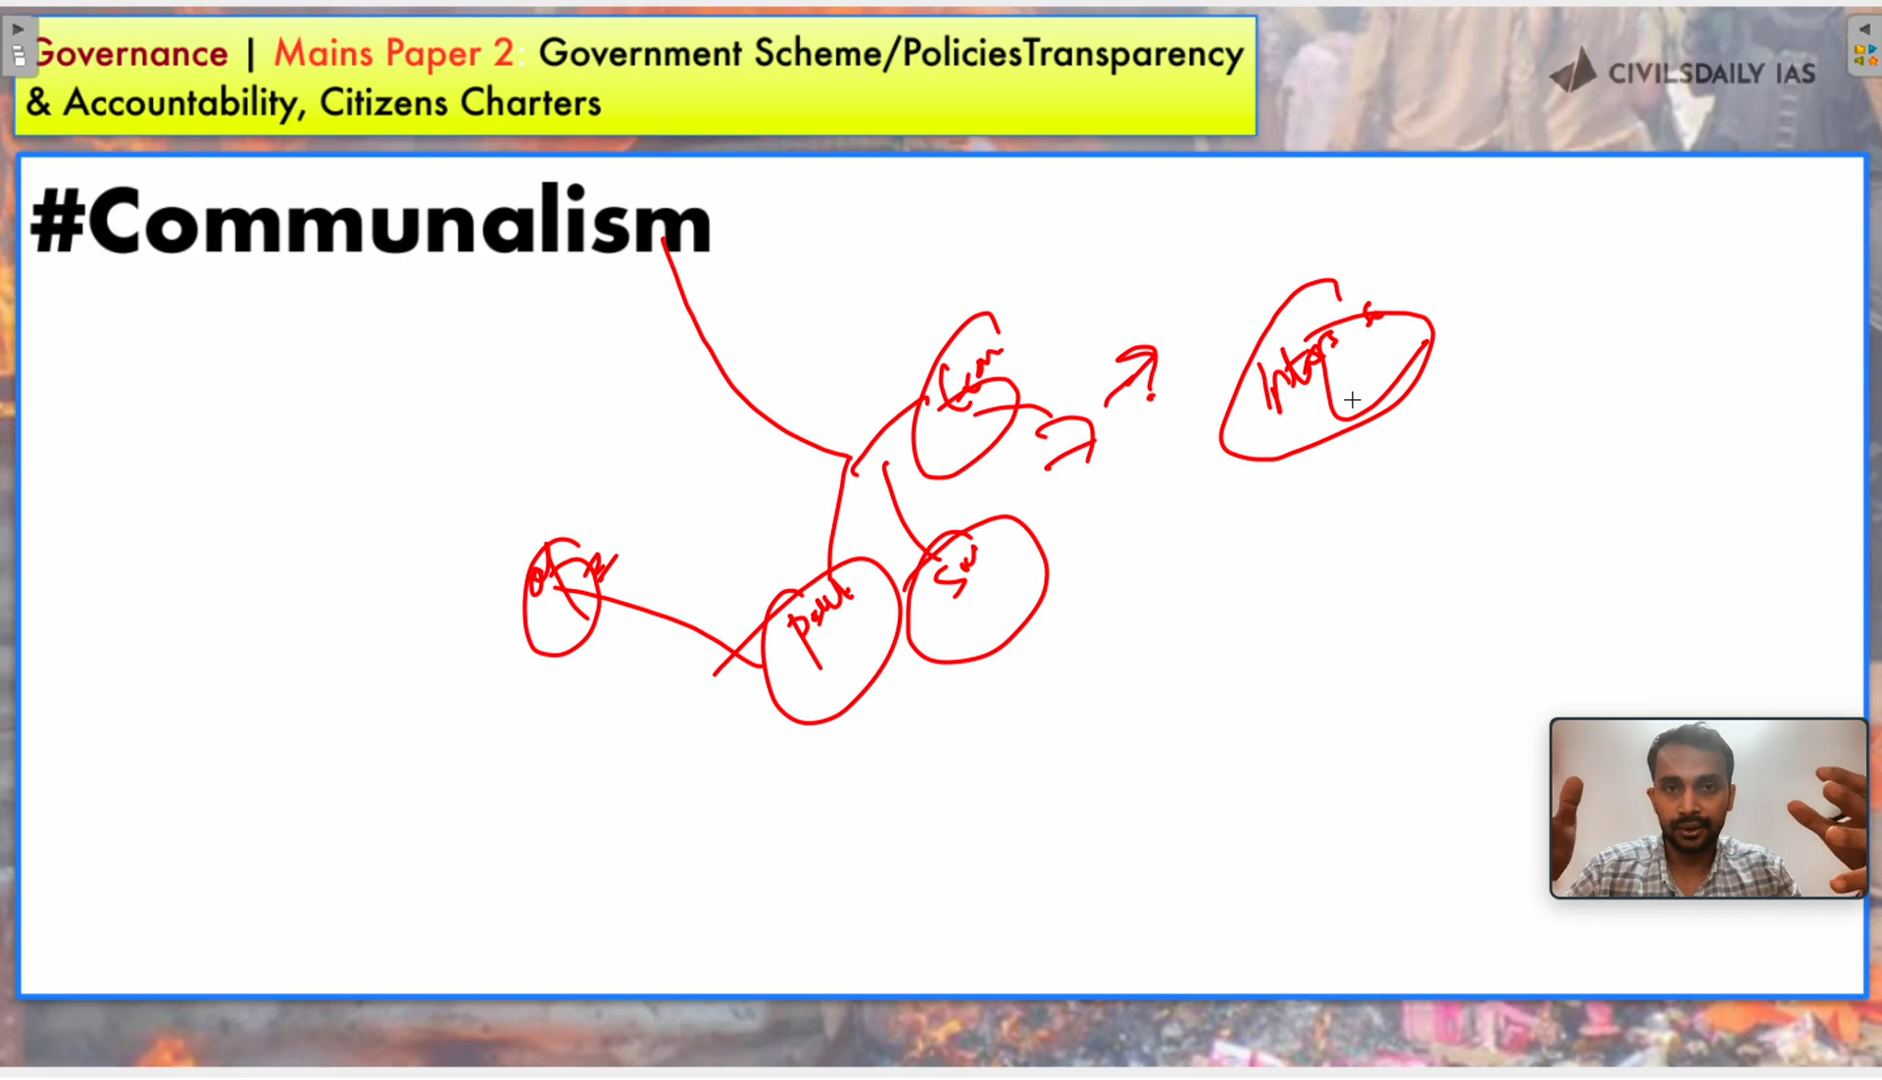 Governance | Mains Paper 2: Government Scheme/PoliciesTransparency
& Accountability, Citizens Charters
CIVILSDAILY IAS
#Communalism